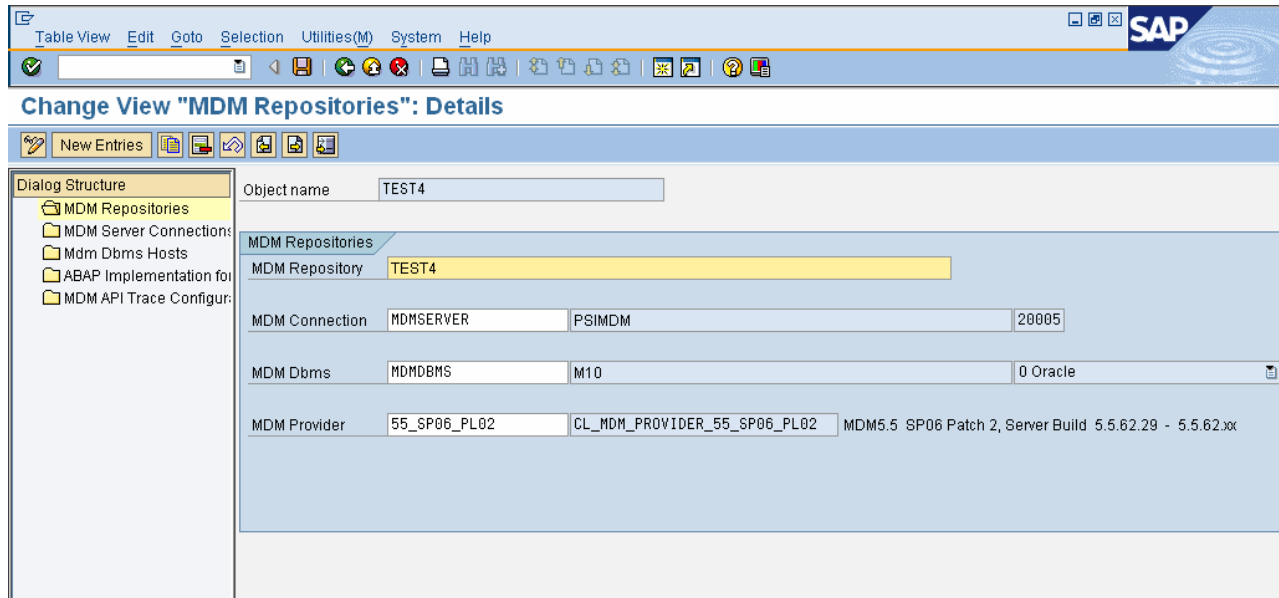 Table View Edit Goto Selection Utilities(M) System Help
SAP
Change View "MDM Repositories": Details
New Entries
Dialog Structure
MDM Repositories
MDM Server Connections
Mdm Dbms Hosts
ABAP Implementation for
MDM API Trace Configura
Object name TEST4
MDM Repositories
MDM Repository TEST4
MDM Connection MDMSERVER PSIMDM 20005
MDM Dbms MDMDBMS M10 0 Oracle
MDM Provider 55_SP06_PL02 CL_MDM_PROVIDER_55_SP06_PL02 MDM5.5 SP06 Patch 2, Server Build 5.5.62.29 - 5.5.62.xx